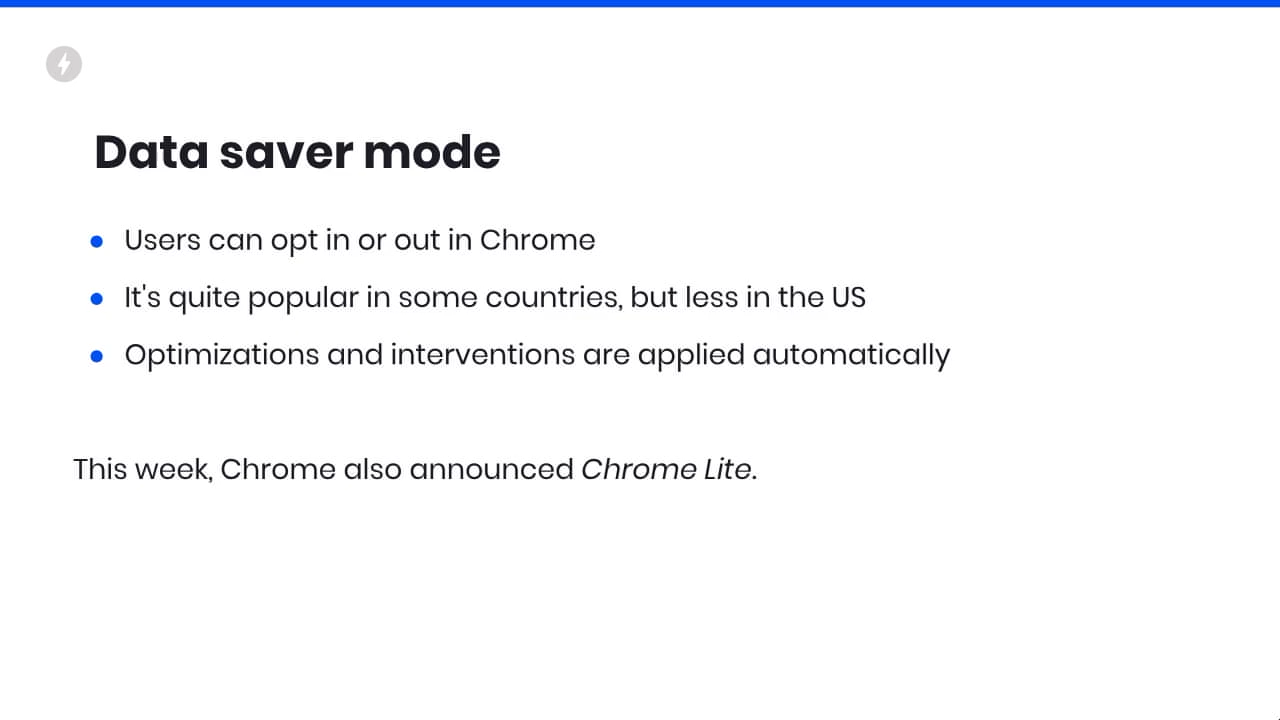 Data saver mode
● Users can opt in or out in Chrome
● It's quite popular in some countries, but less in the US
● Optimizations and interventions are applied automatically
This week, Chrome also announced Chrome Lite.